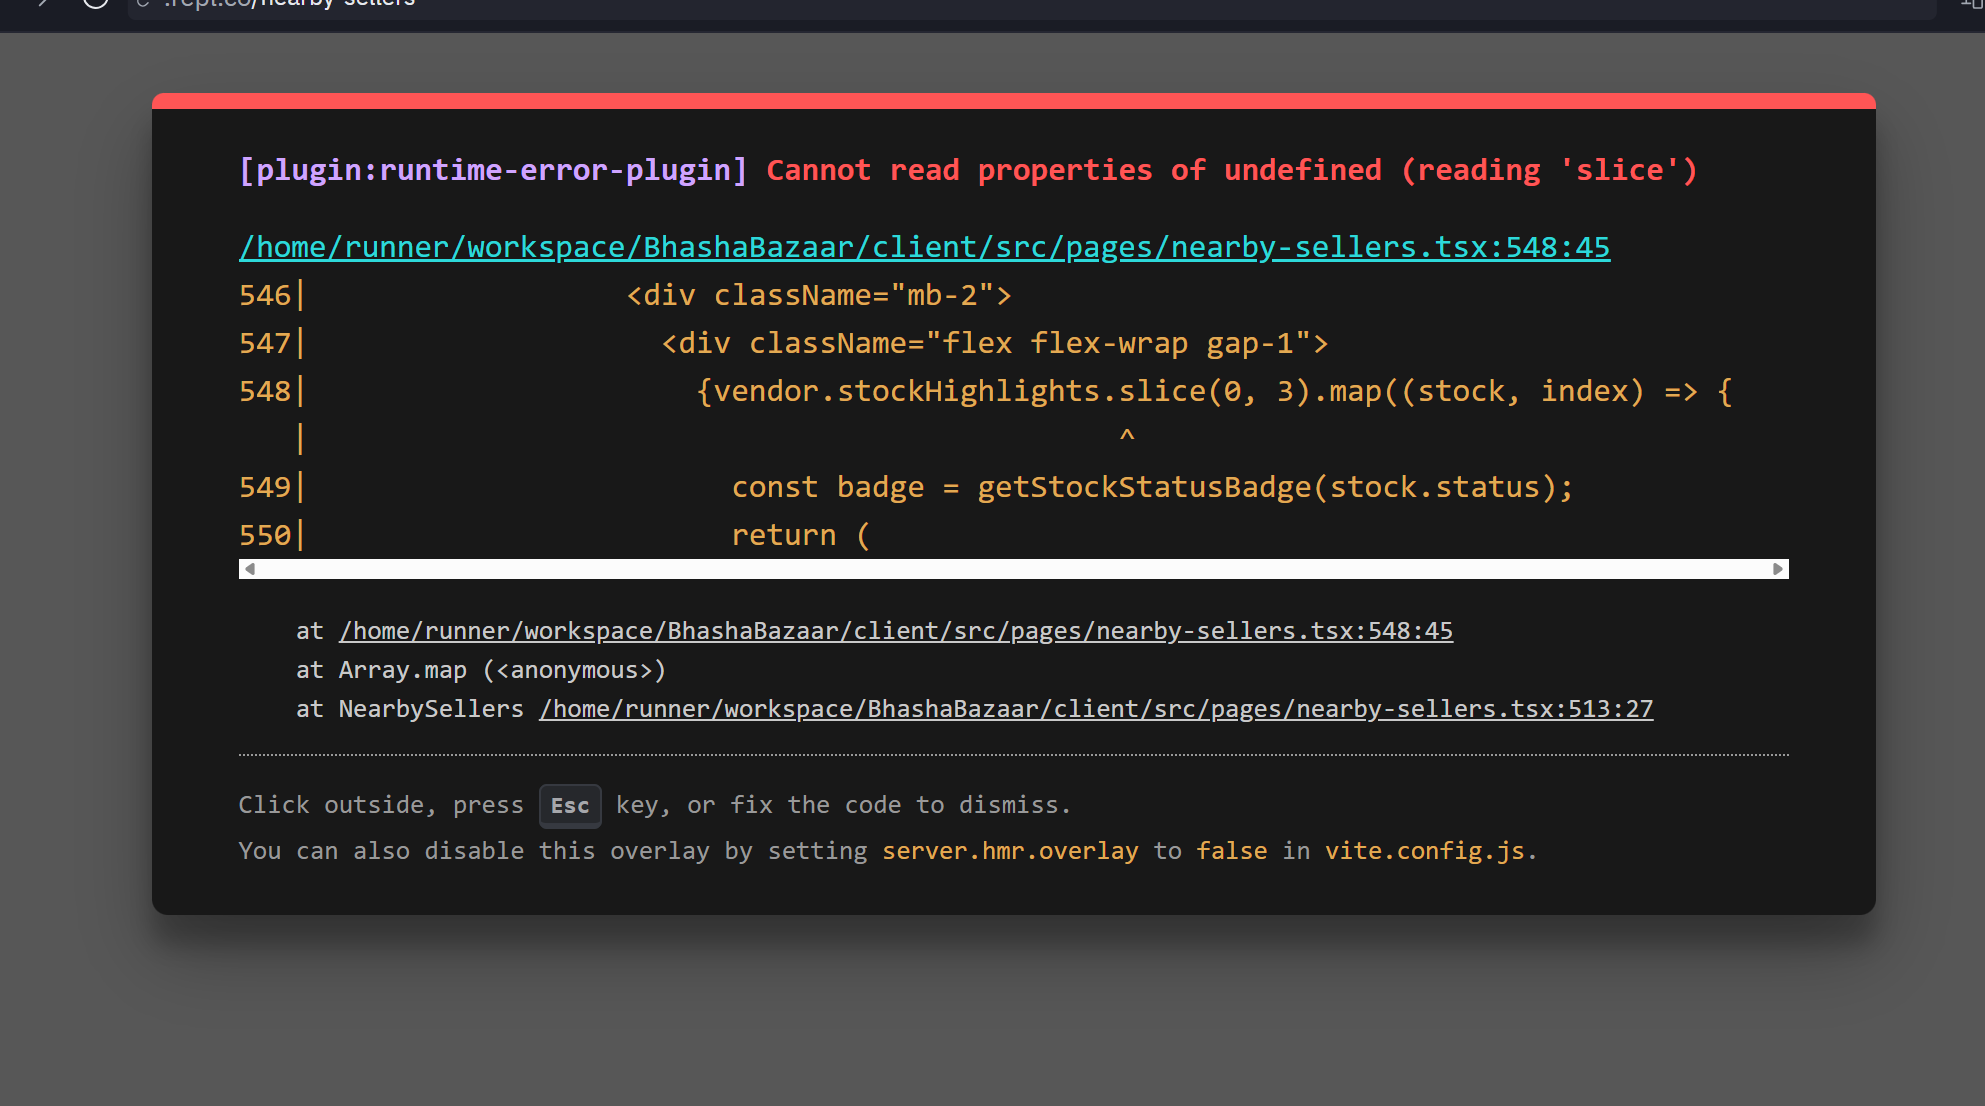 .repl.co/nearby-sellers
[plugin:runtime-error-plugin] Cannot read properties of undefined (reading 'slice')
/home/runner/workspace/BhashaBazaar/client/src/pages/nearby-sellers.tsx:548:45
546|                  <div className="mb-2">
547|                    <div className="flex flex-wrap gap-1">
548|                      {vendor.stockHighlights.slice(0, 3).map((stock, index) => {
   |                                              ^
549|                        const badge = getStockStatusBadge(stock.status);
550|                        return (
at /home/runner/workspace/BhashaBazaar/client/src/pages/nearby-sellers.tsx:548:45
at Array.map (<anonymous>)
at NearbySellers /home/runner/workspace/BhashaBazaar/client/src/pages/nearby-sellers.tsx:513:27
Click outside, press Esc key, or fix the code to dismiss.
You can also disable this overlay by setting server.hmr.overlay to false in vite.config.js.